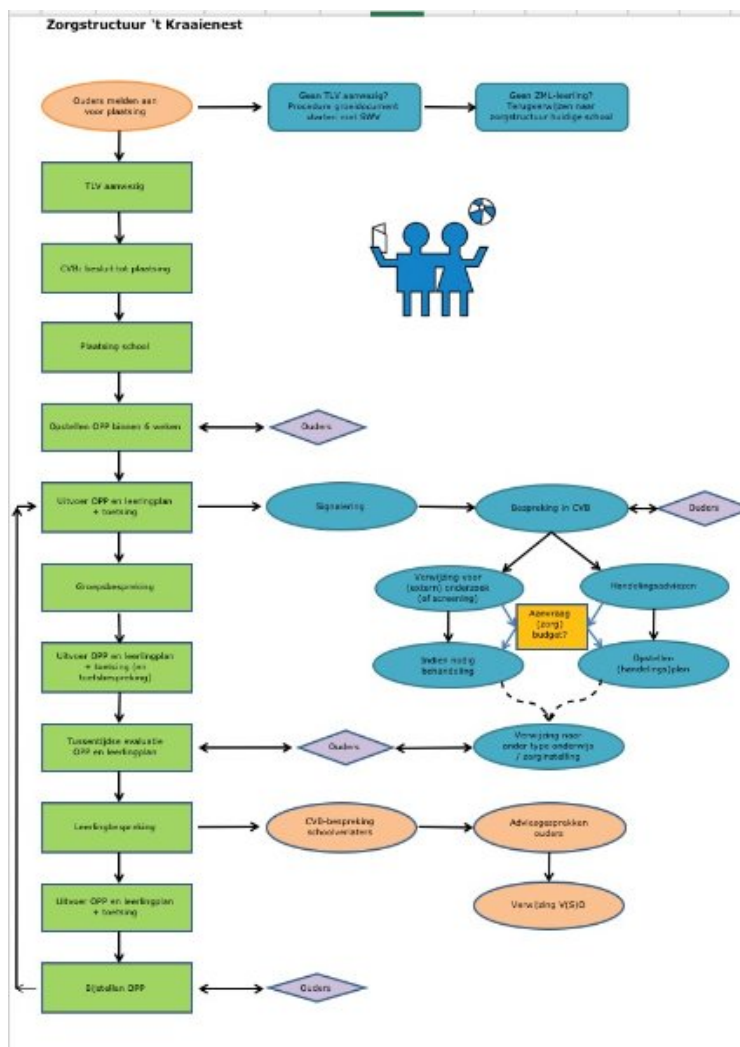 Zorgstructuur 't Kraaienest
Ouders melden aan
voor plaatsing
Geen TLV aanwezig?
Procedure groeidocument
starten met SWV
Geen ZML-leerling?
Terugverwijzen naar
zorgstructuur huidige school
TLV aanwezig
CVB: besluit tot plaatsing
Plaatsing school
Opstellen OPP binnen 6 weken
Ouders
Uitvoer OPP en leerlingplan
+ toetsing
Signalering
Bespreking in CVB
Ouders
Groepsbespreking
Verwijzing voor
(extern) onderzoek
(of screening)
Aanvraag
(zorg)
budget?
Handelingsadviezen
Uitvoer OPP en leerlingplan
+ toetsing (en
toetsbespreking)
Indien nodig
behandeling
Opstellen
(handelings)plan
Tussentijdse evaluatie
OPP en leerlingplan
Ouders
Verwijzing naar
ander type onderwijs
/ zorginstelling
Leerlingbespreking
CVB-bespreking
schoolverlaters
Adviesgesprekken
ouders
Uitvoer OPP en leerlingplan
+ toetsing
Verwijzing V(S)O
Bijstellen OPP
Ouders